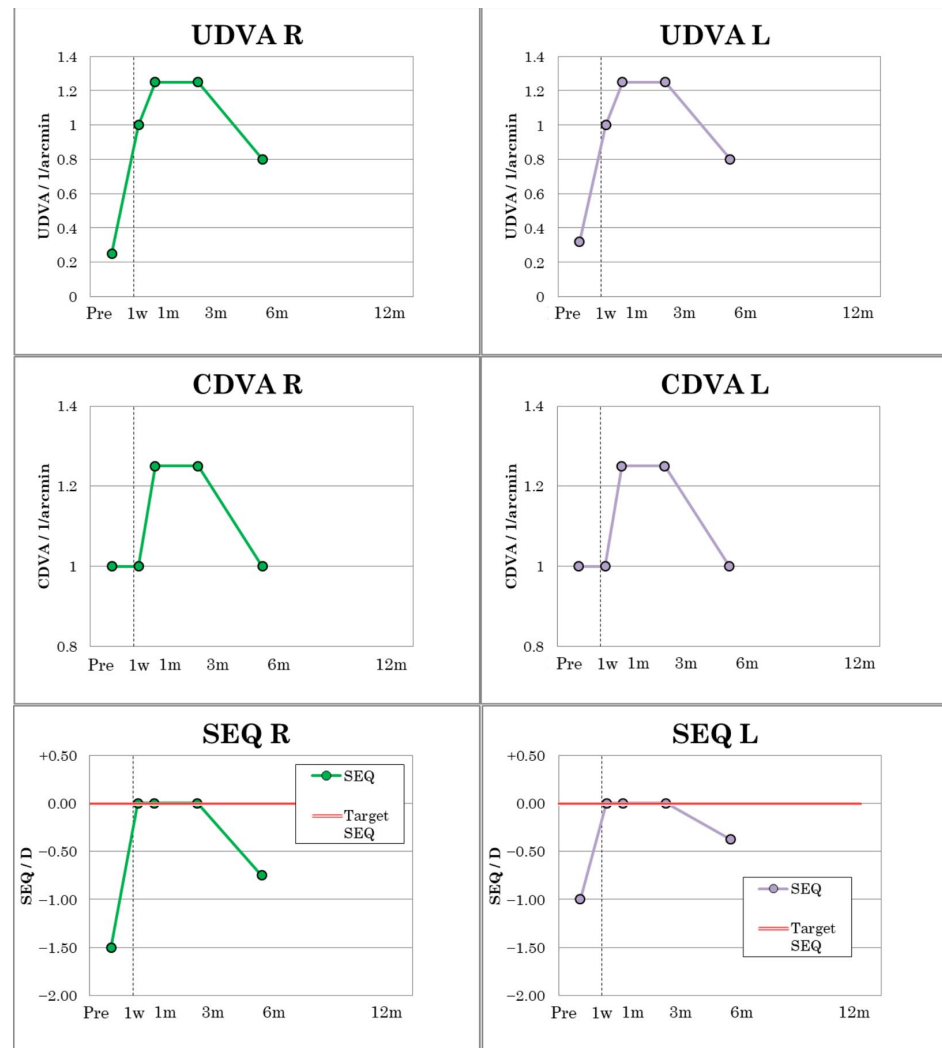 UDVA R
UDVA / 1/arcmin
1.4
1.2
1
0.8
0.6
0.4
0.2
0
Pre 1w 1m 3m 6m 12m
UDVA L
UDVA / 1/arcmin
1.4
1.2
1
0.8
0.6
0.4
0.2
0
Pre 1w 1m 3m 6m 12m
CDVA R
CDVA / 1/arcmin
1.4
1.2
1
0.8
Pre 1w 1m 3m 6m 12m
CDVA L
CDVA / 1/arcmin
1.4
1.2
1
0.8
Pre 1w 1m 3m 6m 12m
SEQ R
SEQ / D
+0.50
0.00
−0.50
−1.00
−1.50
−2.00
SEQ
Target
SEQ
Pre 1w 1m 3m 6m 12m
SEQ L
SEQ / D
+0.50
0.00
−0.50
−1.00
−1.50
−2.00
SEQ
Target
SEQ
Pre 1w 1m 3m 6m 12m